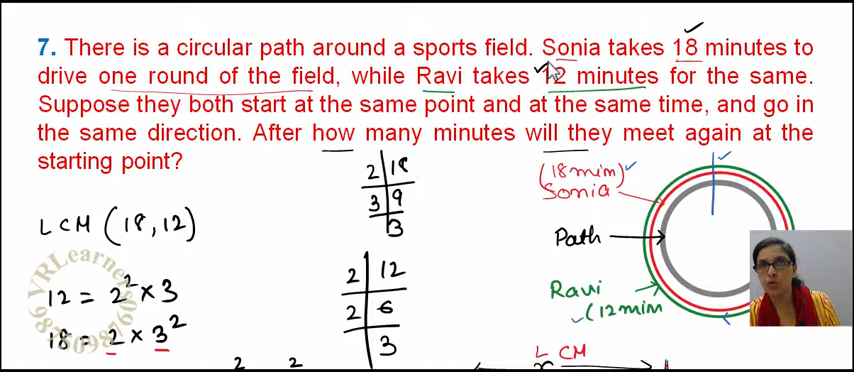 7. There is a circular path around a sports field. Sonia takes 18 minutes to
drive one round of the field, while Ravi takes 12 minutes for the same.
Suppose they both start at the same point and at the same time, and go in
the same direction. After how many minutes will they meet again at the
starting point?
2 | 18
3 | 9
3
LCM (18, 12)
12 = 2² × 3
18 = 2 × 3²
2 | 12
2 | 6
3
(18 min)
Sonia
Path
Ravi
(12 min
LCM
x
2 2
VRLearners